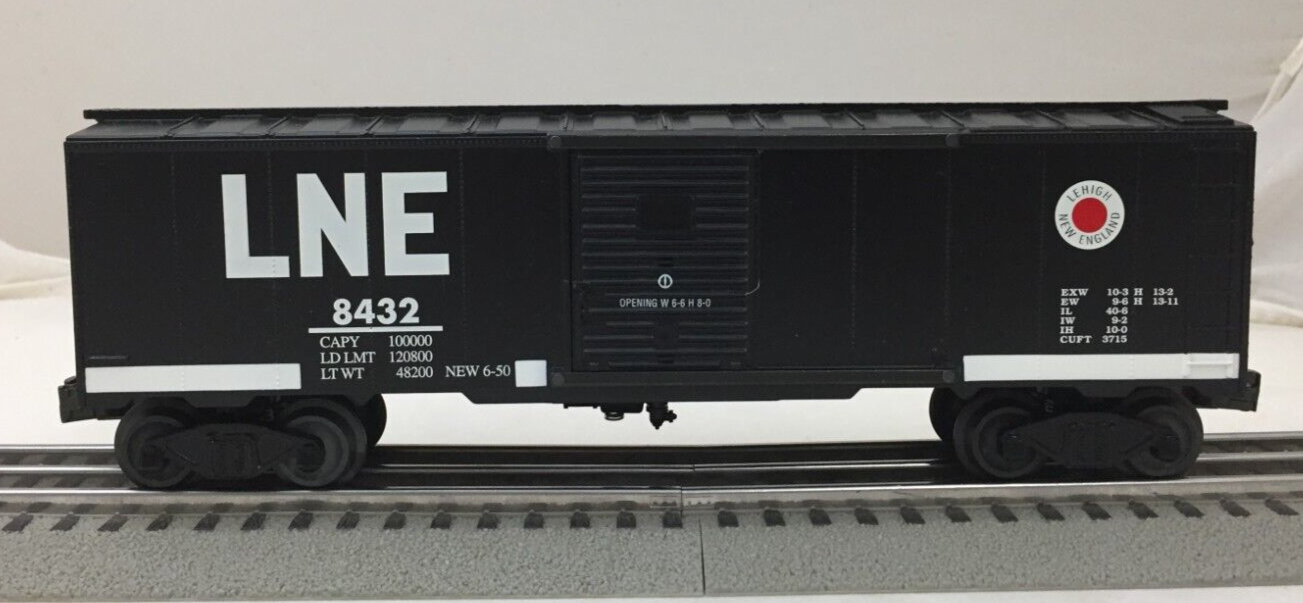 LNE
8432
CAPY 100000
LD LMT 120800
LT WT 48200 NEW 6-50
OPENING W 6-6 H 8-0
LEHIGH
NEW ENGLAND
EXW 10-3 H 13-2
EW 9-6 H 13-11
IL 40-6
IW 9-2
IH 10-0
CUFT 3715